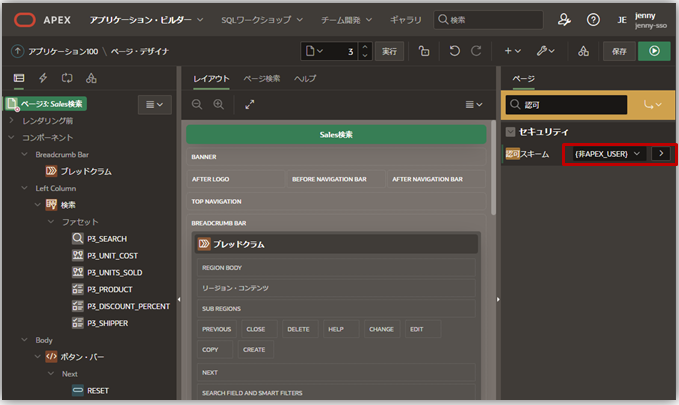 APEX アプリケーション・ビルダー SQLワークショップ チーム開発 ギャラリ 検索 JE jenny
jenny-sso
アプリケーション100 \ ページ・デザイナ 3 実行 保存
レイアウト ページ検索 ヘルプ ページ
ページ3: Sales検索
レンダリング前
コンポーネント
Breadcrumb Bar
ブレッドクラム
Left Column
検索
ファセット
P3_SEARCH
P3_UNIT_COST
P3_UNITS_SOLD
P3_PRODUCT
P3_DISCOUNT_PERCENT
P3_SHIPPER
Body
ボタン・バー
Next
RESET
Sales検索
BANNER
AFTER LOGO BEFORE NAVIGATION BAR AFTER NAVIGATION BAR
TOP NAVIGATION
BREADCRUMB BAR
ブレッドクラム
REGION BODY
リージョン・コンテンツ
SUB REGIONS
PREVIOUS CLOSE DELETE HELP CHANGE EDIT
COPY CREATE
NEXT
SEARCH FIELD AND SMART FILTERS
認可
セキュリティ
認可スキーム {非APEX_USER}